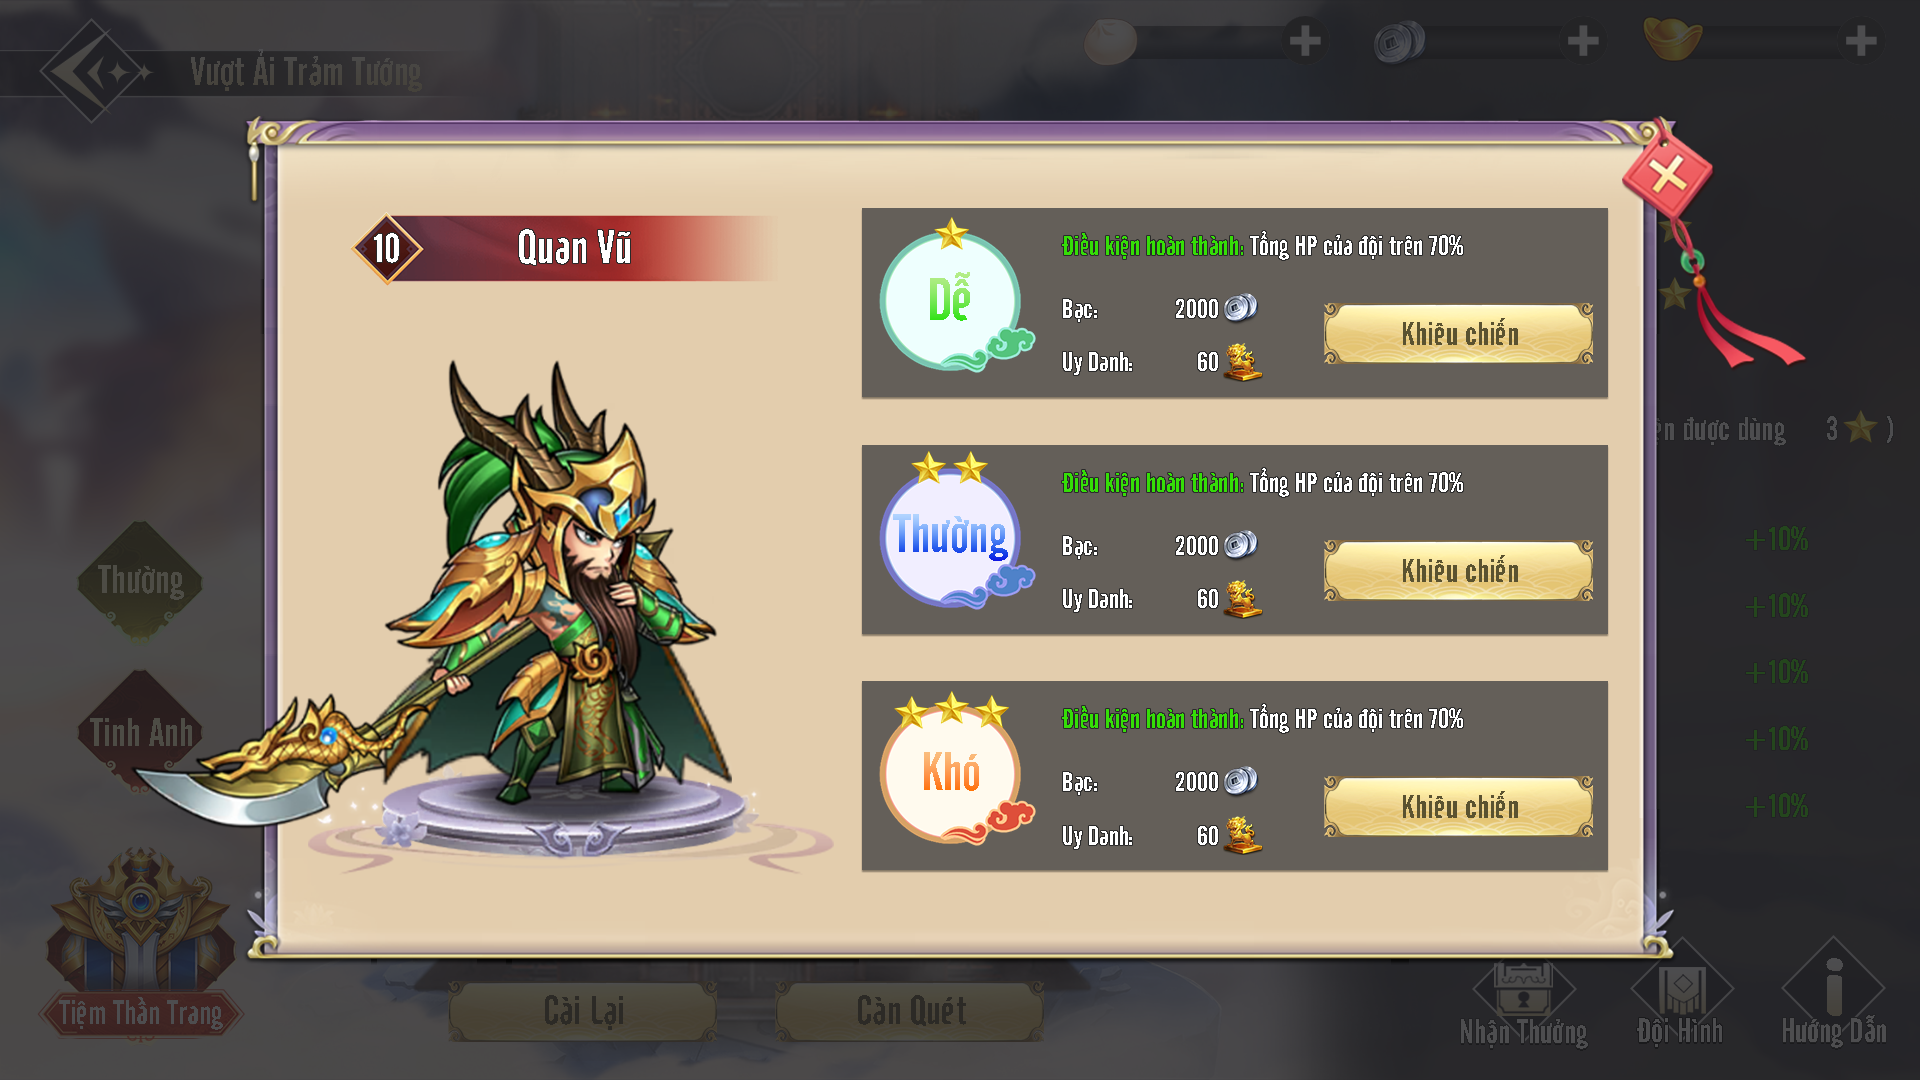 Vượt Ải Trảm Tướng
10
Quan Vũ
Dễ
Điều kiện hoàn thành: Tổng HP của đội trên 70%
Bạc: 2000
Uy Danh: 60
Khiêu chiến
Thường
Điều kiện hoàn thành: Tổng HP của đội trên 70%
Bạc: 2000
Uy Danh: 60
Khiêu chiến
Khó
Điều kiện hoàn thành: Tổng HP của đội trên 70%
Bạc: 2000
Uy Danh: 60
Khiêu chiến
được dùng 3 )
+10%
+10%
+10%
+10%
+10%
Thường
Tinh Anh
Tiệm Thần Trang
Cài Lại
Càn Quét
Nhận Thưởng
Đội Hình
Hướng Dẫn